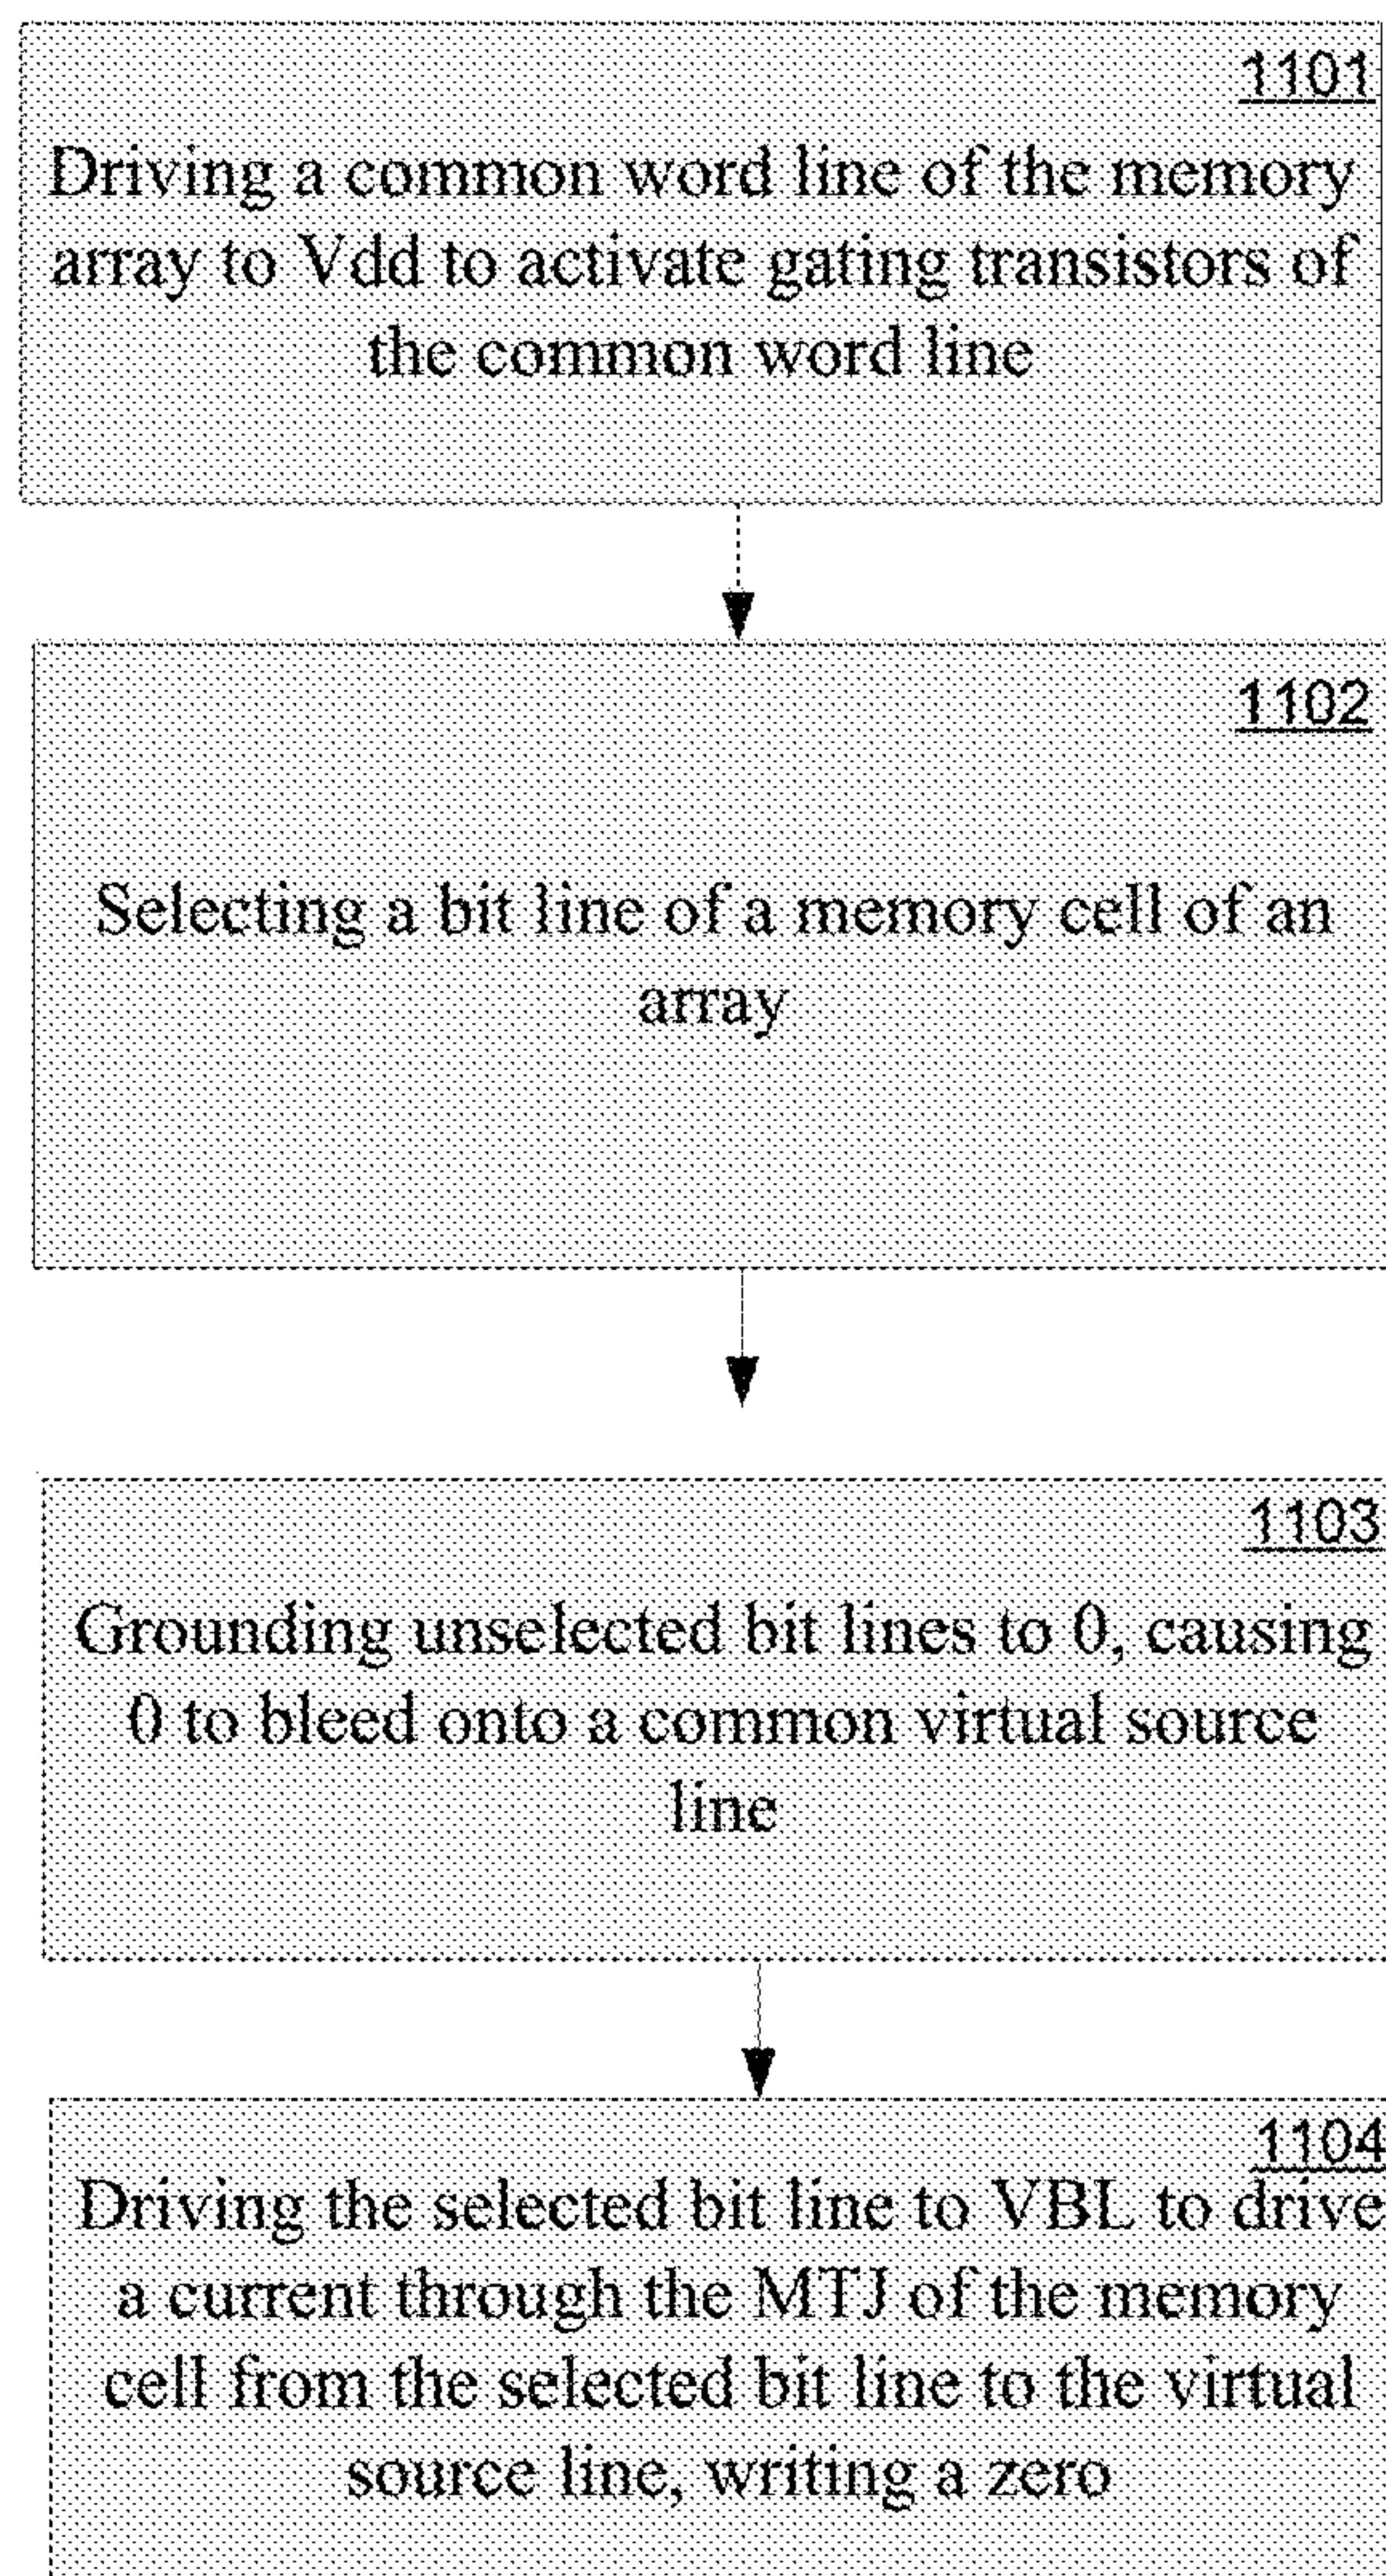 1101
Driving a common word line of the memory
array to Vdd to activate gating transistors of
the common word line
1102
Selecting a bit line of a memory cell of an
array
1103
Grounding unselected bit lines to 0, causing
0 to bleed onto a common virtual source
line
1104
Driving the selected bit line to VBL to drive
a current through the MTJ of the memory
cell from the selected bit line to the virtual
source line, writing a zero